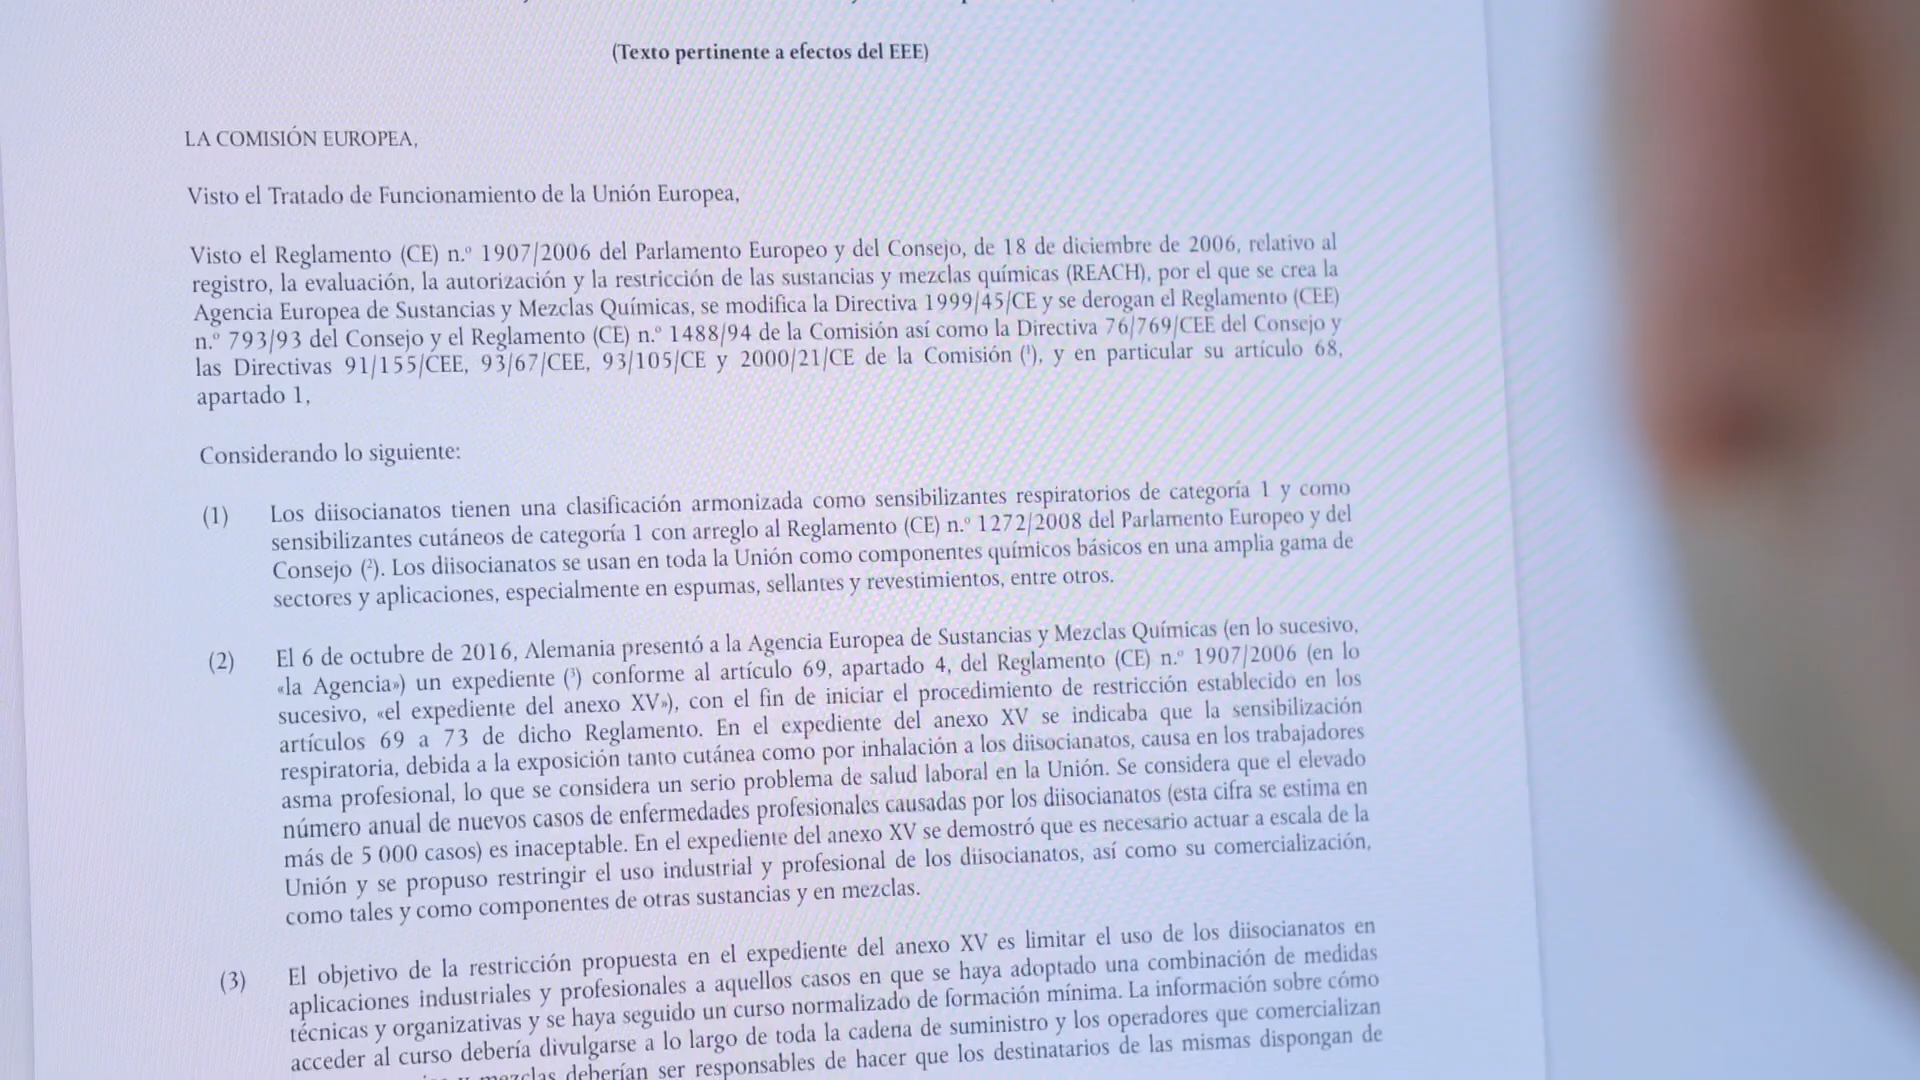 (Texto pertinente a efectos del EEE)
LA COMISIÓN EUROPEA,
Visto el Tratado de Funcionamiento de la Unión Europea,
Visto el Reglamento (CE) n.º 1907/2006 del Parlamento Europeo y del Consejo, de 18 de diciembre de 2006, relativo al
registro, la evaluación, la autorización y la restricción de las sustancias y mezclas químicas (REACH), por el que se crea la
Agencia Europea de Sustancias y Mezclas Químicas, se modifica la Directiva 1999/45/CE y se derogan el Reglamento (CEE)
n.º 793/93 del Consejo y el Reglamento (CE) n.º 1488/94 de la Comisión así como la Directiva 76/769/CEE del Consejo y
las Directivas 91/155/CEE, 93/67/CEE, 93/105/CE y 2000/21/CE de la Comisión (¹), y en particular su artículo 68,
apartado 1,
Considerando lo siguiente:
(1) Los diisocianatos tienen una clasificación armonizada como sensibilizantes respiratorios de categoría 1 y como
sensibilizantes cutáneos de categoría 1 con arreglo al Reglamento (CE) n.º 1272/2008 del Parlamento Europeo y del
Consejo (²). Los diisocianatos se usan en toda la Unión como componentes químicos básicos en una amplia gama de
sectores y aplicaciones, especialmente en espumas, sellantes y revestimientos, entre otros.
(2) El 6 de octubre de 2016, Alemania presentó a la Agencia Europea de Sustancias y Mezclas Químicas (en lo sucesivo,
«la Agencia») un expediente (³) conforme al artículo 69, apartado 4, del Reglamento (CE) n.º 1907/2006 (en lo
sucesivo, «el expediente del anexo XV»), con el fin de iniciar el procedimiento de restricción establecido en los
artículos 69 a 73 de dicho Reglamento. En el expediente del anexo XV se indicaba que la sensibilización
respiratoria, debida a la exposición tanto cutánea como por inhalación a los diisocianatos, causa en los trabajadores
asma profesional, lo que se considera un serio problema de salud laboral en la Unión. Se considera que el elevado
número anual de nuevos casos de enfermedades profesionales causadas por los diisocianatos (esta cifra se estima en
más de 5 000 casos) es inaceptable. En el expediente del anexo XV se demostró que es necesario actuar a escala de la
Unión y se propuso restringir el uso industrial y profesional de los diisocianatos, así como su comercialización,
como tales y como componentes de otras sustancias y en mezclas.
(3) El objetivo de la restricción propuesta en el expediente del anexo XV es limitar el uso de los diisocianatos en
aplicaciones industriales y profesionales a aquellos casos en que se haya adoptado una combinación de medidas
técnicas y organizativas y se haya seguido un curso normalizado de formación mínima. La información sobre cómo
acceder al curso debería divulgarse a lo largo de toda la cadena de suministro y los operadores que comercializan
y mezclas deberían ser responsables de hacer que los destinatarios de las mismas dispongan de